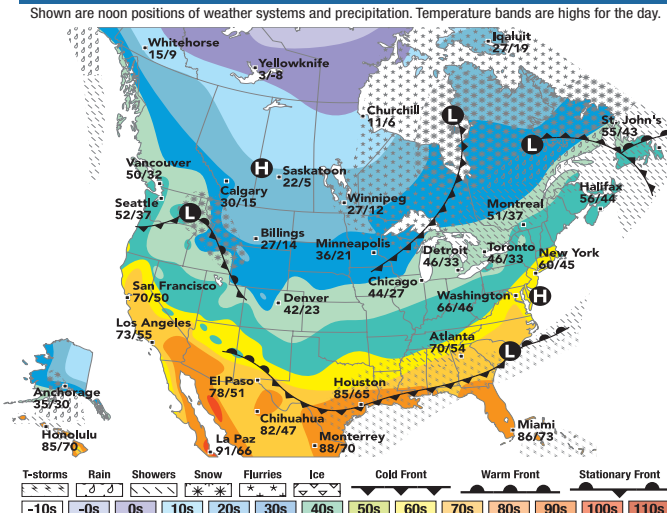 Shown are noon positions of weather systems and precipitation. Temperature bands are highs for the day.
Whitehorse
15/9
Iqaluit
27/19
Yellowknife
3/-8
Churchill
11/6
L
L
St. John's
55/43
Vancouver
50/32
H
Saskatoon
22/5
Calgary
30/15
Winnipeg
27/12
Halifax
56/44
Seattle
52/37
L
Montreal
51/37
Billings
27/14
Minneapolis
36/21
Detroit
46/33
Toronto
46/33
New York
60/45
San Francisco
70/50
Chicago
44/27
Denver
42/23
Washington
66/46
H
Los Angeles
73/55
Atlanta
70/54
L
El Paso
78/51
Houston
85/65
Anchorage
35/30
Chihuahua
82/47
Miami
86/73
Honolulu
85/70
La Paz
91/66
Monterrey
88/70
T-storms Rain Showers Snow Flurries Ice Cold Front Warm Front Stationary Front
-10s -0s 0s 10s 20s 30s 40s 50s 60s 70s 80s 90s 100s 110s